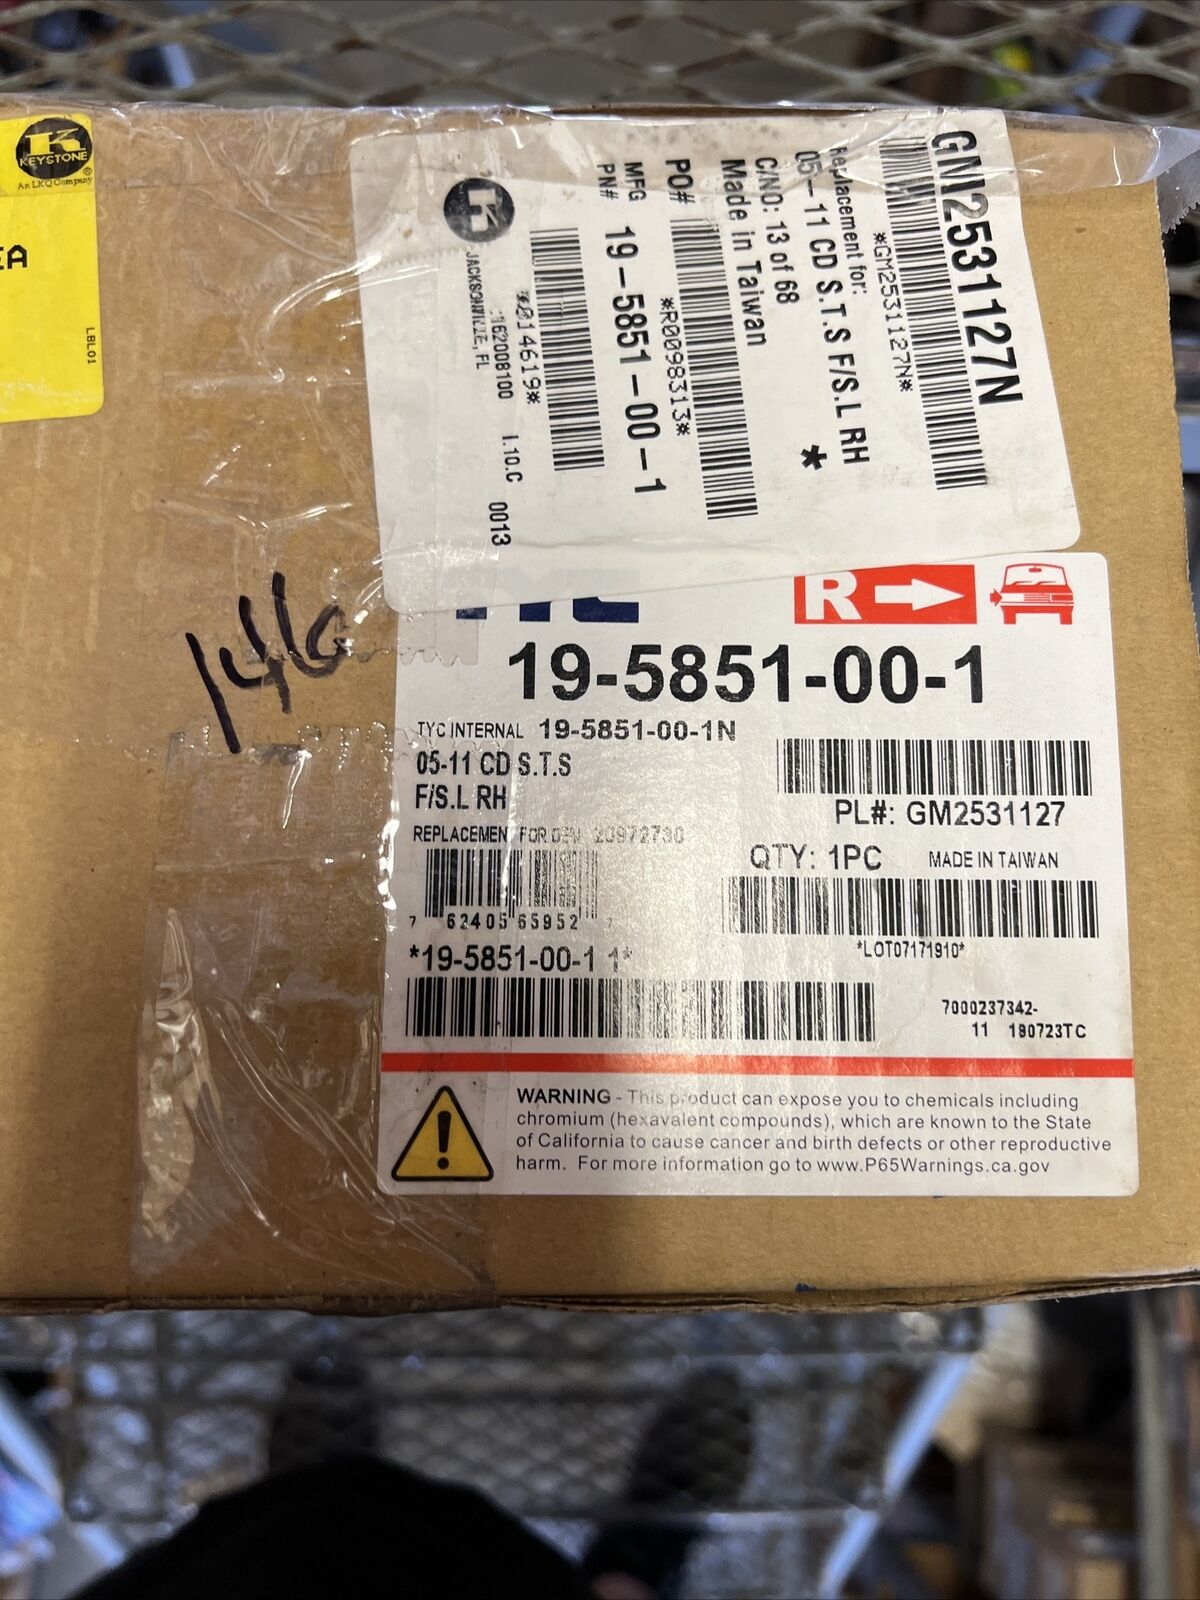 K
KEYSTONE
An LKQ Company
EA
LBL01
GM2531127N
*GM2531127N*
Replacement for:
05-11 CD S.T.S F/S.L RH
*
C/NO: 13 of 68
Made in Taiwan
PO#
*R0098313*
MFG
PN#
19-5851-00-1
*014619*
162008100 I.10.C 0013
JACKSONVILLE, FL
146
TYC
R
19-5851-00-1
TYC INTERNAL 19-5851-00-1N
05-11 CD S.T.S
F/S.L RH
PL#: GM2531127
REPLACEMENT FOR OEM 20972730
QTY: 1PC MADE IN TAIWAN
7 62405 65952 7
*LOT07171910*
*19-5851-00-1 1*
7000237342-
11 190723TC
WARNING - This product can expose you to chemicals including
chromium (hexavalent compounds), which are known to the State
of California to cause cancer and birth defects or other reproductive
harm. For more information go to www.P65Warnings.ca.gov